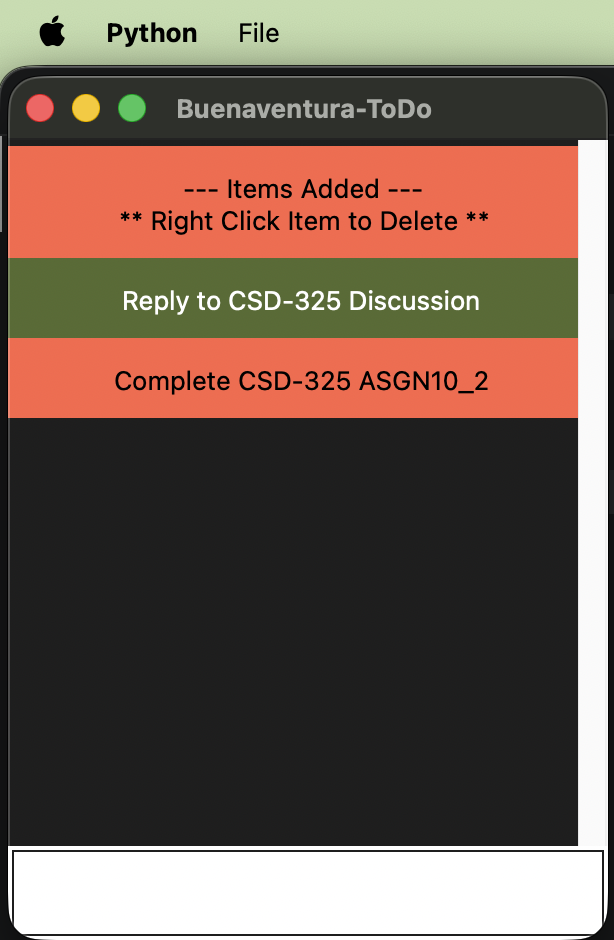 Python File
Buenaventura-ToDo
--- Items Added ---
** Right Click Item to Delete **
Reply to CSD-325 Discussion
Complete CSD-325 ASGN10_2